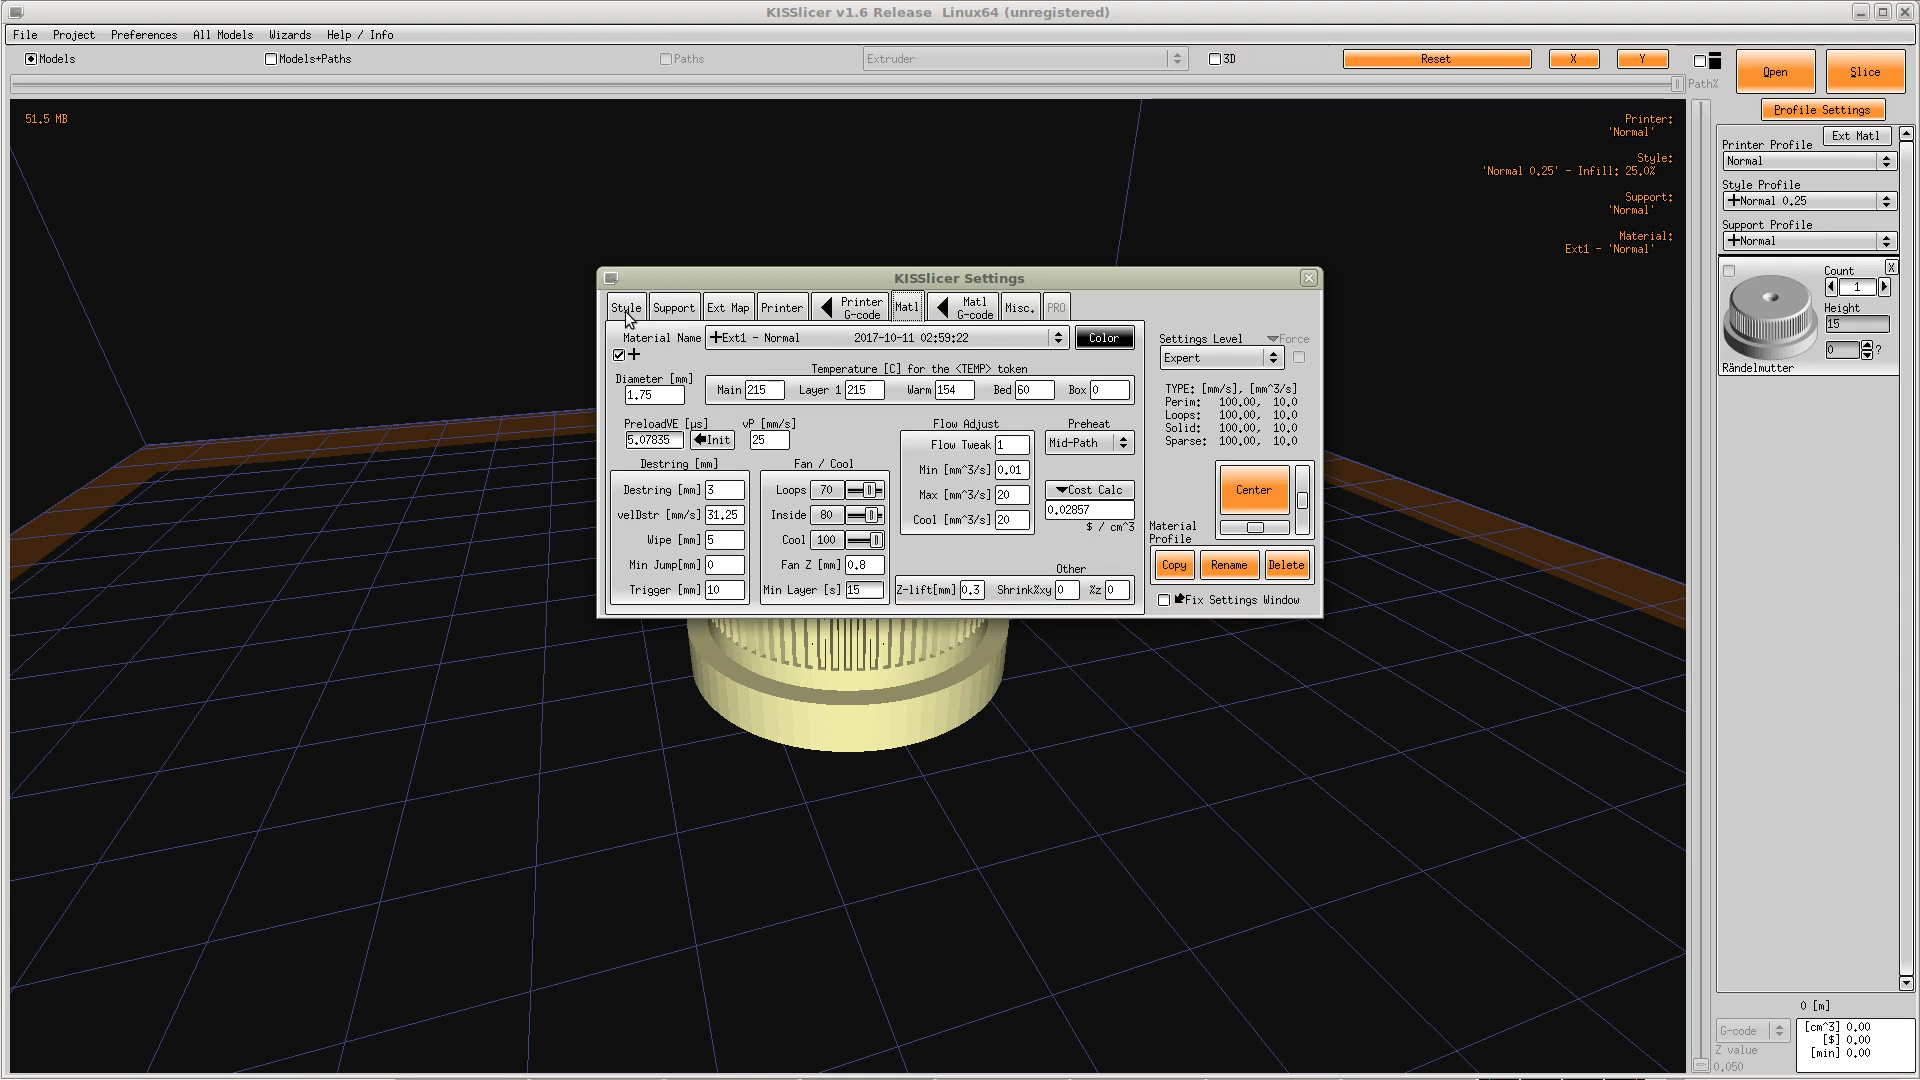 KISSlicer v1.6 Release Linux64 (unregistered)
File Project Preferences All Models Wizards Help / Info
Models Models+Paths Paths Extruder 3D Reset X Y Open Slice
Path%
Profile Settings
51.5 MB
Printer:
'Normal'
Style:
'Normal 0.25' - Infill: 25.0%
Support:
'Normal'
Material:
Ext1 - 'Normal'
Ext Matl
Printer Profile
Normal
Style Profile
+Normal 0.25
Support Profile
+Normal
X
Count
1
Height
15
0 ?
Rändelmutter
KISSlicer Settings
Style Support Ext Map Printer Printer G-code Matl Matl G-code Misc. PRO
Material Name +Ext1 - Normal 2017-10-11 02:59:22 Color
+
Temperature [C] for the <TEMP> token
Diameter [mm]
1.75
Main 215 Layer 1 215 Warm 154 Bed 60 Box 0
PreloadVE [µs] vP [mm/s]
5.07835 Init 25
Destring [mm]
Destring [mm] 3
velDstr [mm/s] 31.25
Wipe [mm] 5
Min Jump[mm] 0
Trigger [mm] 10
Fan / Cool
Loops 70
Inside 80
Cool 100
Fan Z [mm] 0.8
Min Layer [s] 15
Flow Adjust
Flow Tweak 1
Min [mm^3/s] 0.01
Max [mm^3/s] 20
Cool [mm^3/s] 20
Preheat
Mid-Path
Cost Calc
0.02857
$ / cm^3
Other
Z-lift[mm] 0.3 Shrink%xy 0 %z 0
Settings Level Force
Expert
TYPE: [mm/s], [mm^3/s]
Perim: 100.00, 10.0
Loops: 100.00, 10.0
Solid: 100.00, 10.0
Sparse: 100.00, 10.0
Center
Material
Profile
Copy Rename Delete
Fix Settings Window
0 [m]
G-code
Z value
0.050
[cm^3] 0.00
[$] 0.00
[min] 0.00